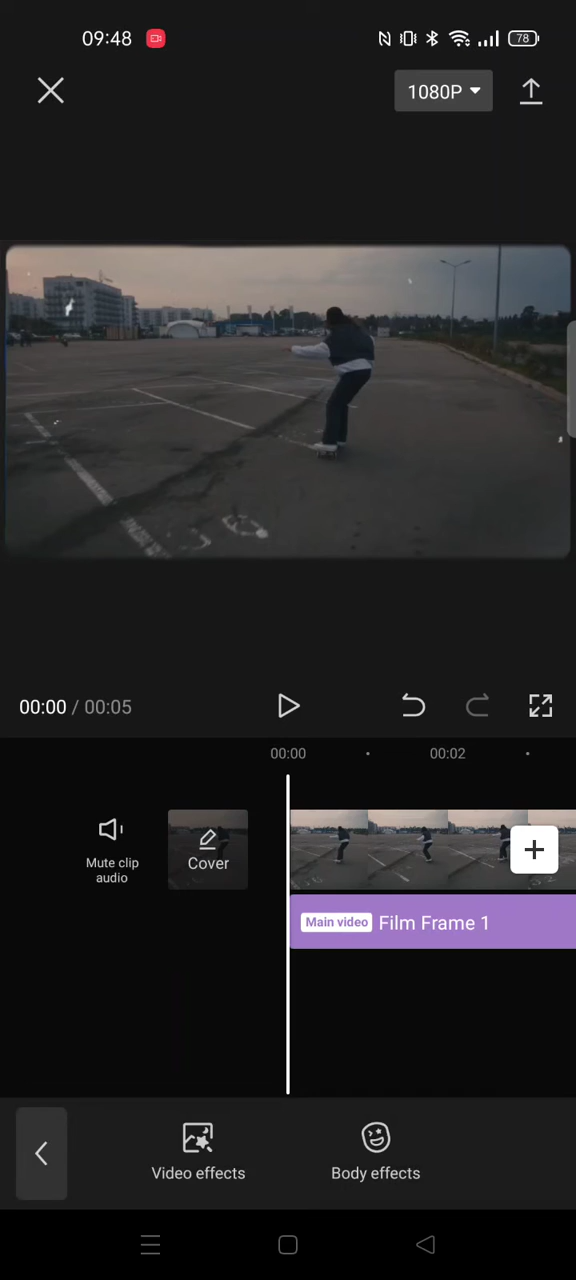 09:48
78
1080P
00:00 / 00:05
00:00
00:02
Mute clip
audio
Cover
Main video Film Frame 1
Video effects
Body effects